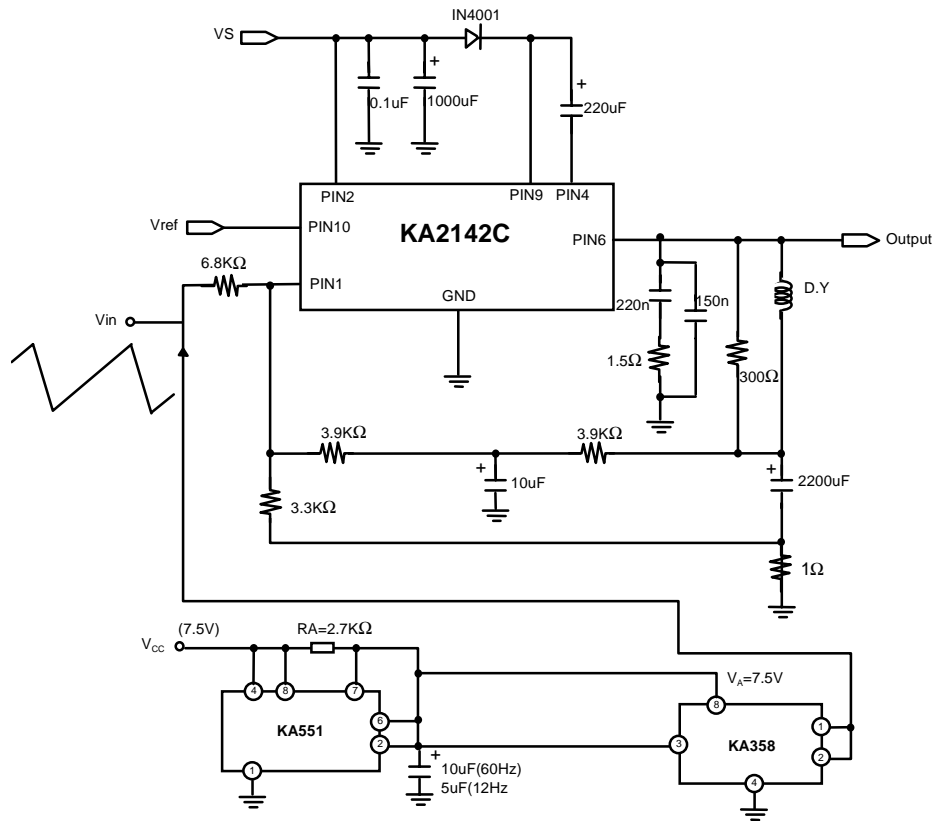 IN4001
VS
+
+
0.1uF
1000uF
220uF
PIN2
PIN9
PIN4
KA2142C
Vref
PIN10
PIN6
Output
6.8KΩ
PIN1
GND
D.Y
220n
150n
Vin
1.5Ω
300Ω
3.9KΩ
3.9KΩ
+
+
10uF
2200uF
3.3KΩ
1Ω
(7.5V)
RA=2.7KΩ
VCC
VA=7.5V
4
8
7
8
KA551
6
1
2
3
KA358
2
+
1
10uF(60Hz)
4
5uF(12Hz